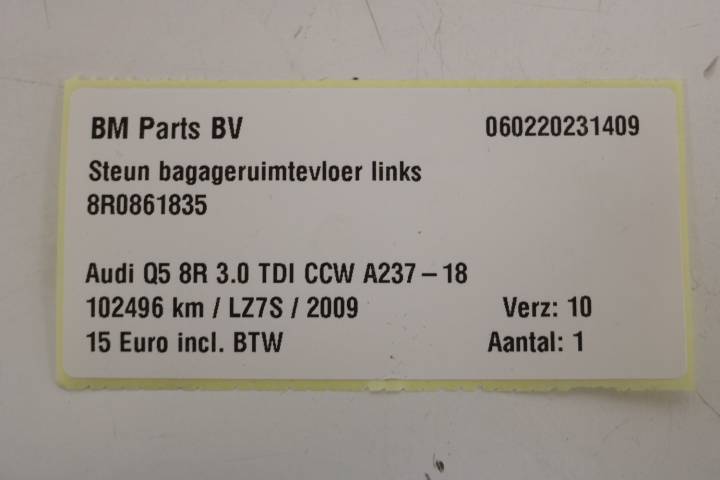 BM Parts BV 060220231409
Steun bagageruimtevloer links
8R0861835
Audi Q5 8R 3.0 TDI CCW A237-18
102496 km / LZ7S / 2009 Verz: 10
15 Euro incl. BTW Aantal: 1